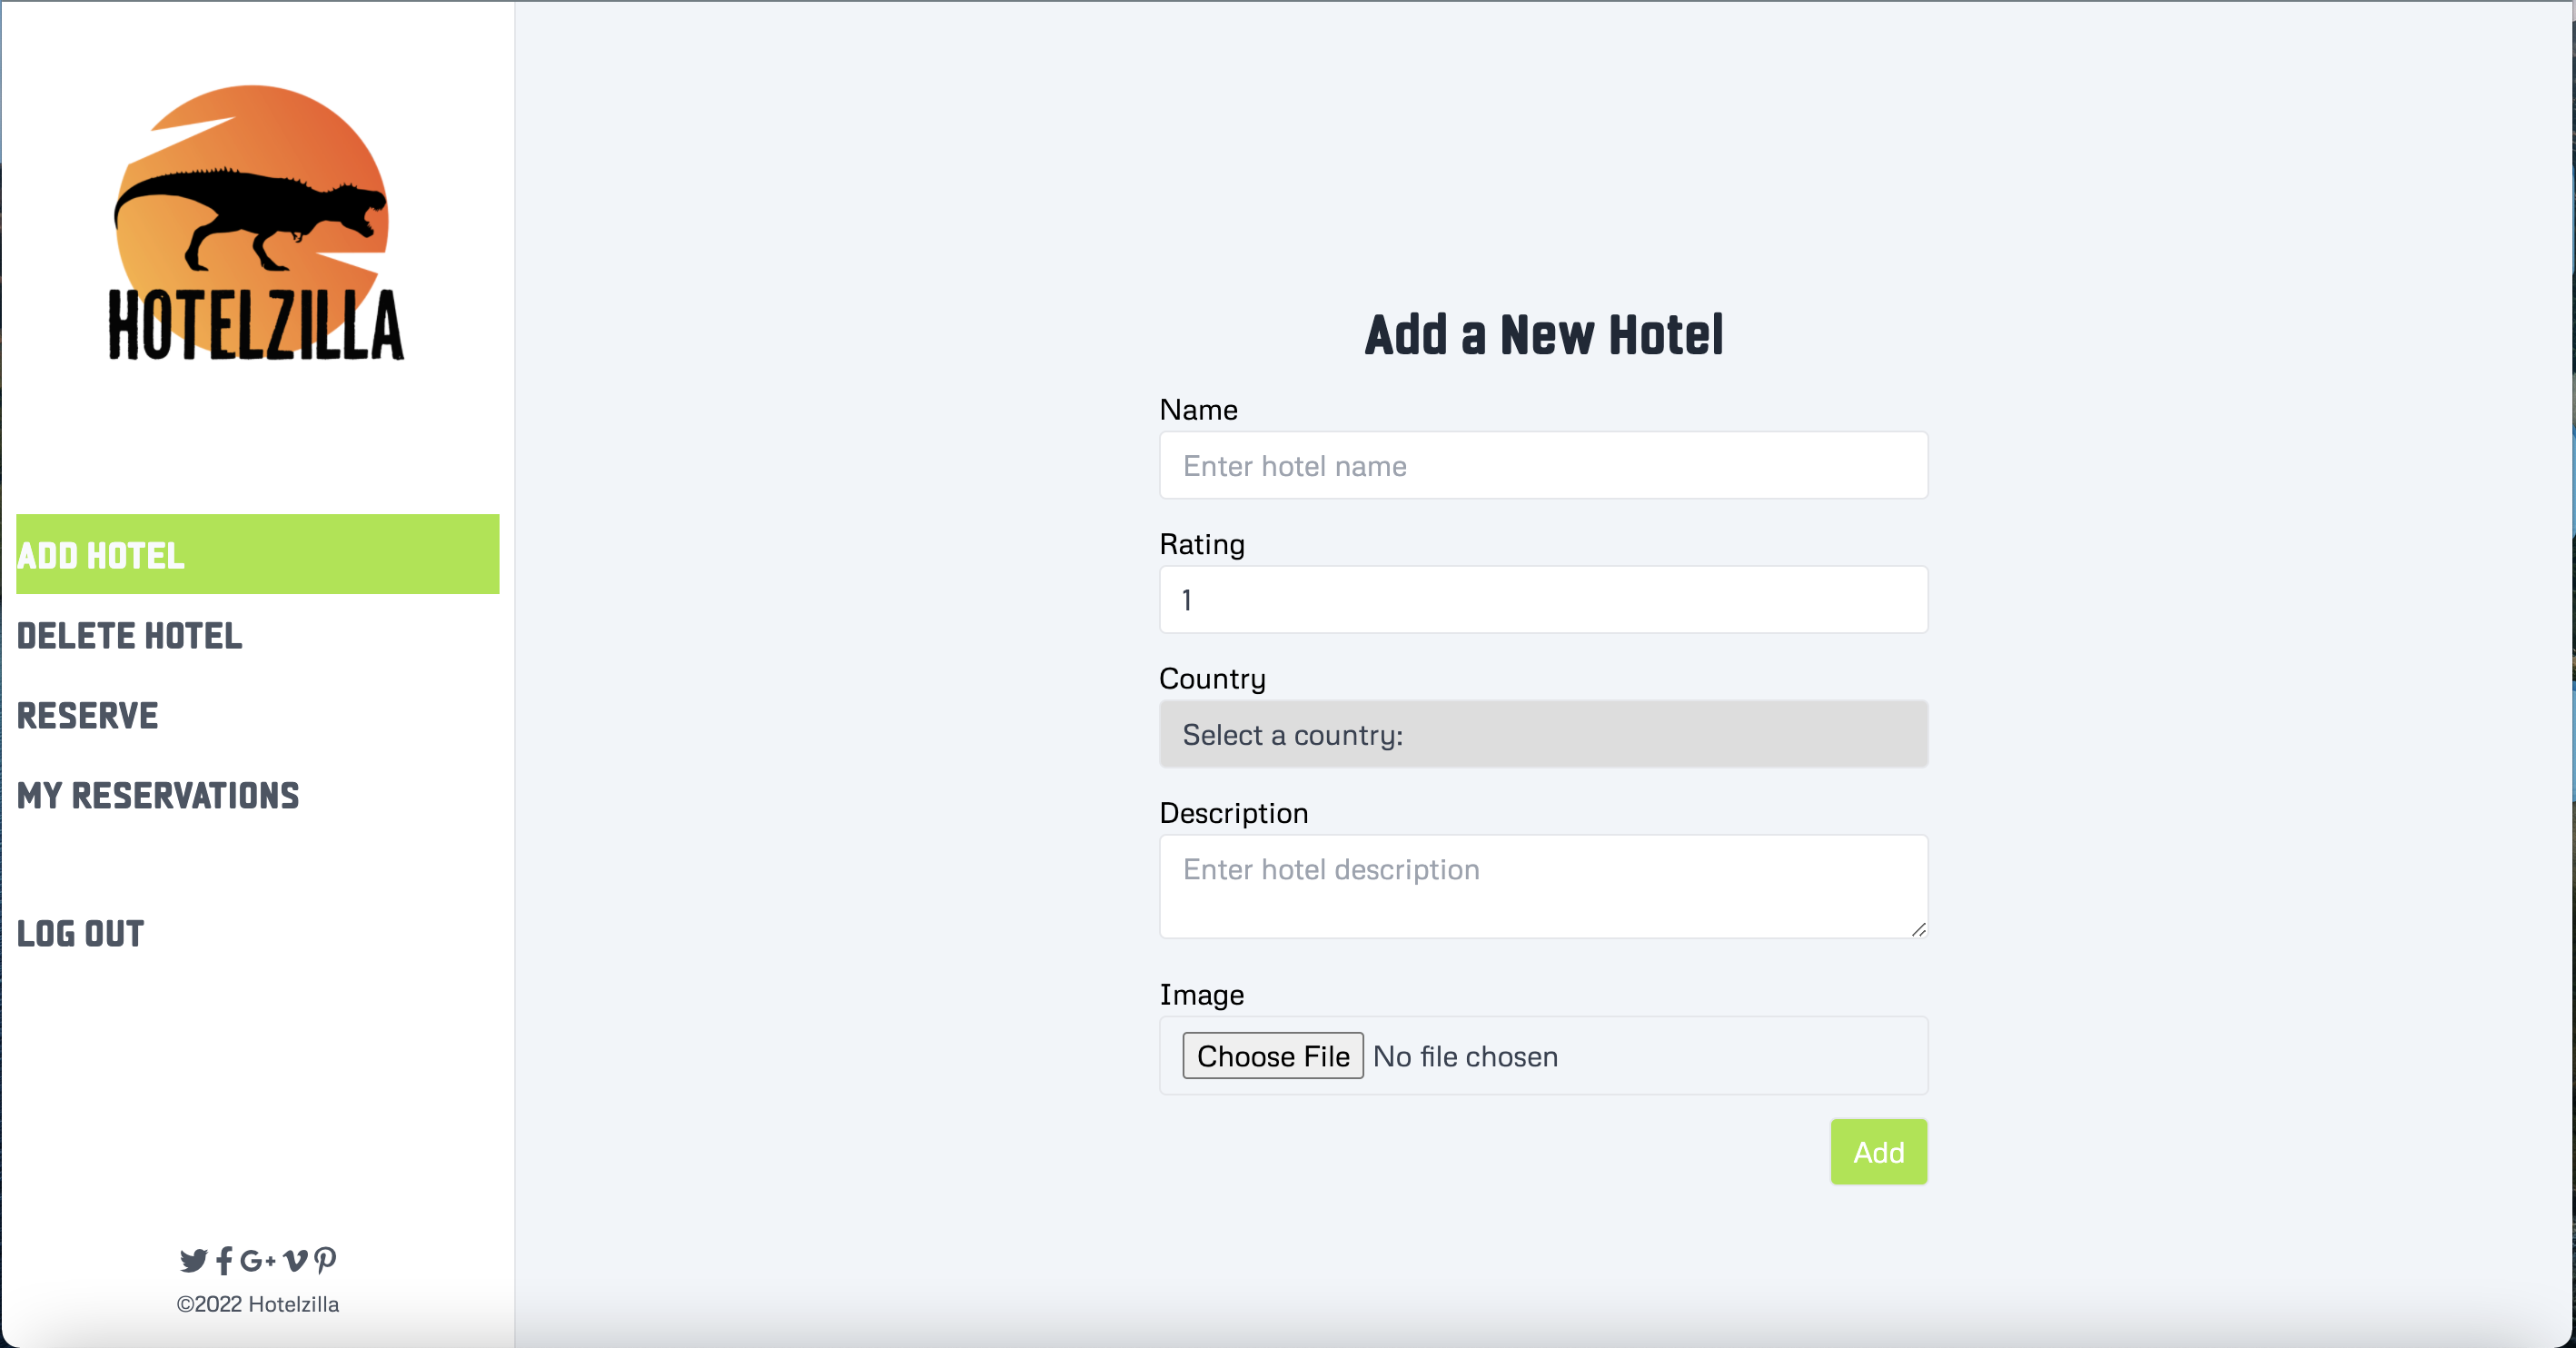 HOTELZILLA
ADD HOTEL
DELETE HOTEL
RESERVE
MY RESERVATIONS
LOG OUT
©2022 Hotelzilla
Add a New Hotel
Name
Enter hotel name
Rating
1
Country
Select a country:
Description
Enter hotel description
Image
Choose File No file chosen
Add